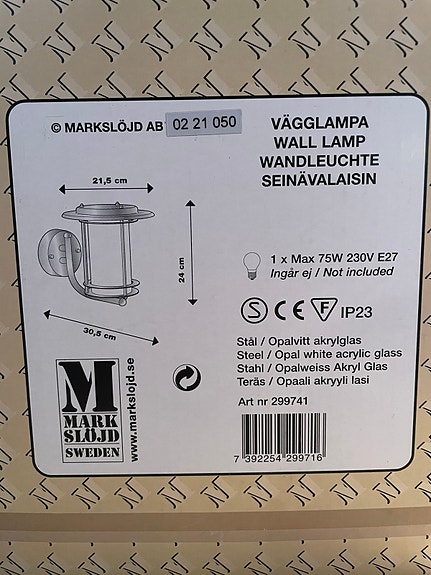 © MARKSLÖJD AB 02 21 050
VÄGGLAMPA
WALL LAMP
WANDLEUCHTE
SEINÄVALAISIN
21,5 cm
24 cm
30,5 cm
1 x Max 75W 230V E27
Ingår ej / Not included
S CE F IP23
Stål / Opalvitt akrylglas
Steel / Opal white acrylic glass
Stahl / Opalweiss Akryl Glas
Teräs / Opaali akryyli lasi
Art nr 299741
7 392254 299716
M
MARK
SLÖJD
SWEDEN
www.markslojd.se